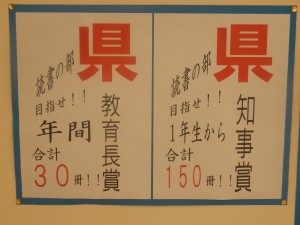 県
知事賞
読書の部
目指せ!!
1年生から
合計
150冊!!
県
教育長賞
読書の部
目指せ!!
年間
合計
30冊!!